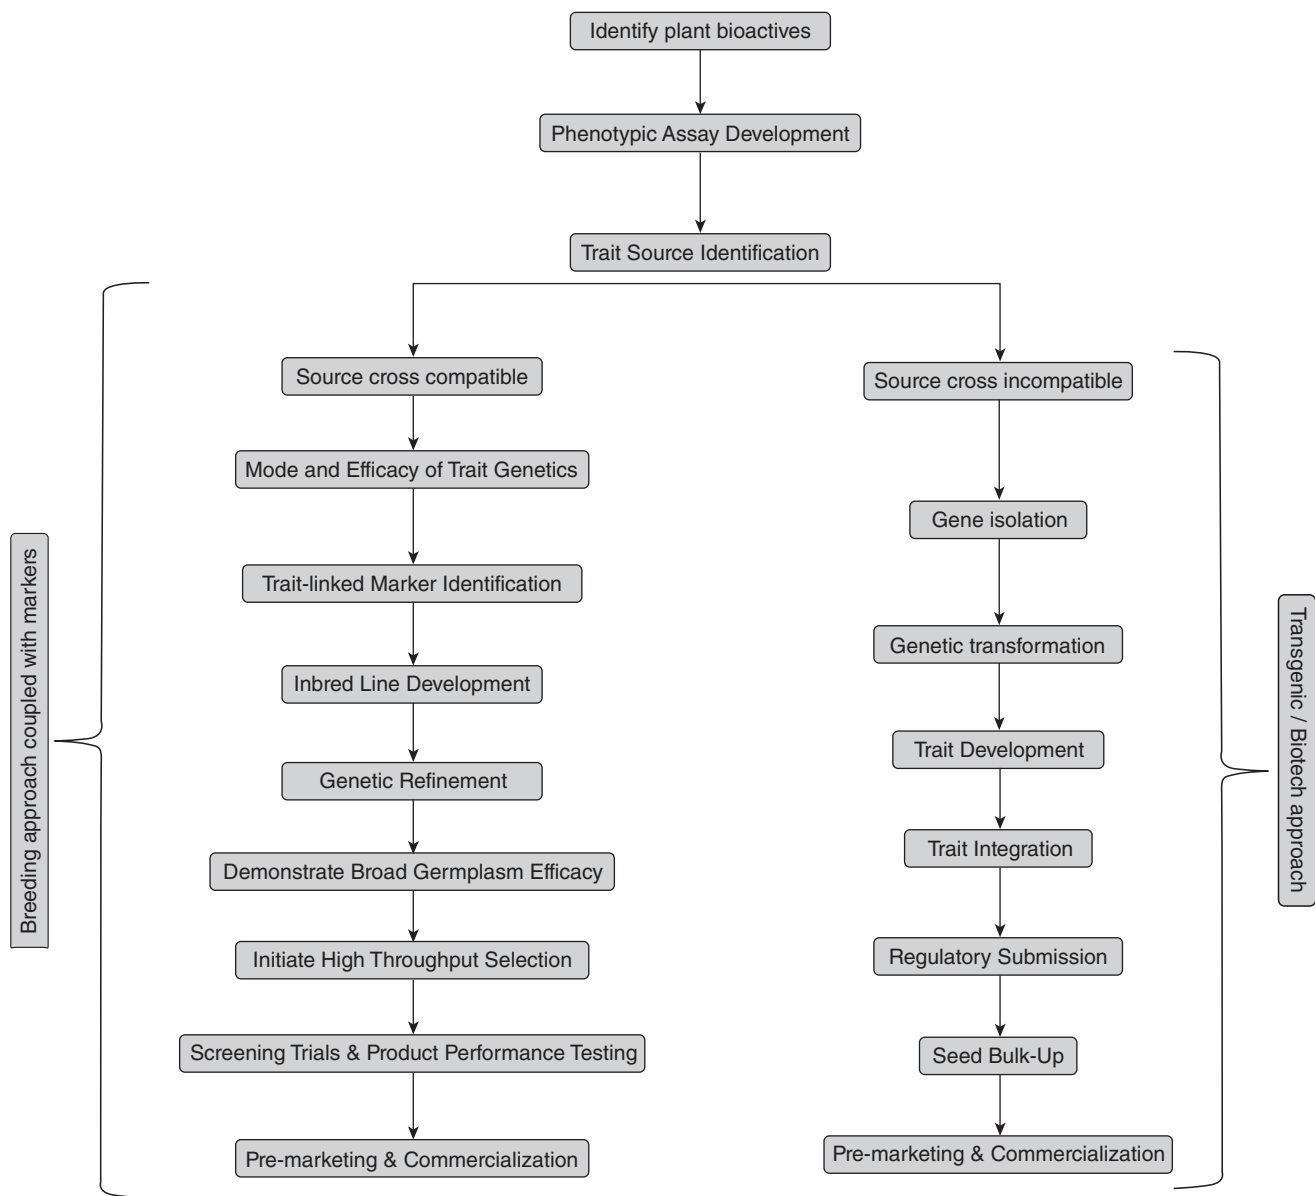 Identify plant bioactives
Phenotypic Assay Development
Trait Source Identification
Breeding approach coupled with markers
Source cross compatible
Mode and Efficacy of Trait Genetics
Trait-linked Marker Identification
Inbred Line Development
Genetic Refinement
Demonstrate Broad Germplasm Efficacy
Initiate High Throughput Selection
Screening Trials & Product Performance Testing
Pre-marketing & Commercialization
Source cross incompatible
Gene isolation
Genetic transformation
Trait Development
Trait Integration
Regulatory Submission
Seed Bulk-Up
Pre-marketing & Commercialization
Transgenic / Biotech approach